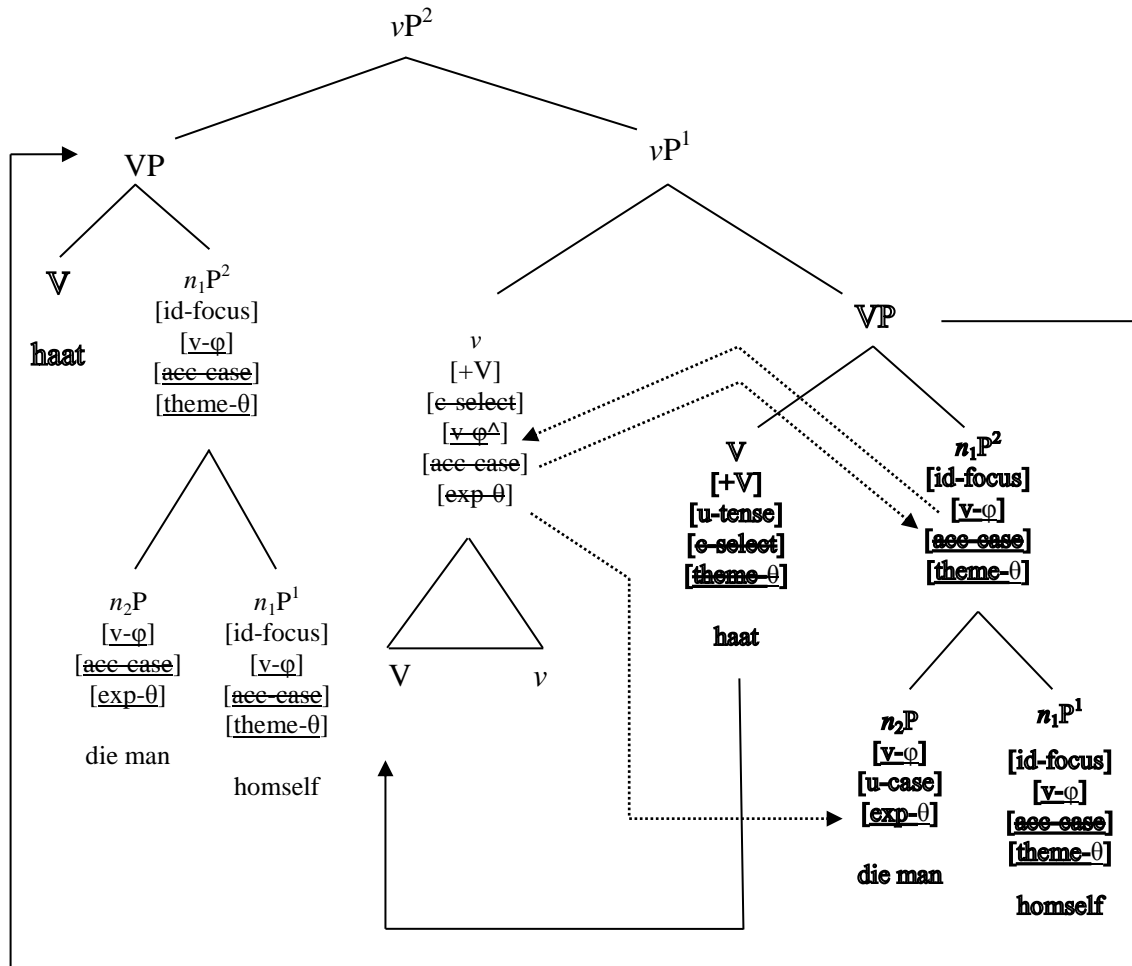 vP²
VP
vP¹
V
haat
n₁P²
[id-focus]
[v-φ]
[acc-case]
[theme-θ]
n₂P
[v-φ]
[acc-case]
[exp-θ]
die man
n₁P¹
[id-focus]
[v-φ]
[acc-case]
[theme-θ]
homself
v
[+V]
[c-select]
[v-φ^]
[acc-case]
[exp-θ]
V
v
VP
V
[+V]
[u-tense]
[c-select]
[theme-θ]
haat
n₁P²
[id-focus]
[v-φ]
[acc-case]
[theme-θ]
n₂P
[v-φ]
[u-case]
[exp-θ]
die man
n₁P¹
[id-focus]
[v-φ]
[acc-case]
[theme-θ]
homself